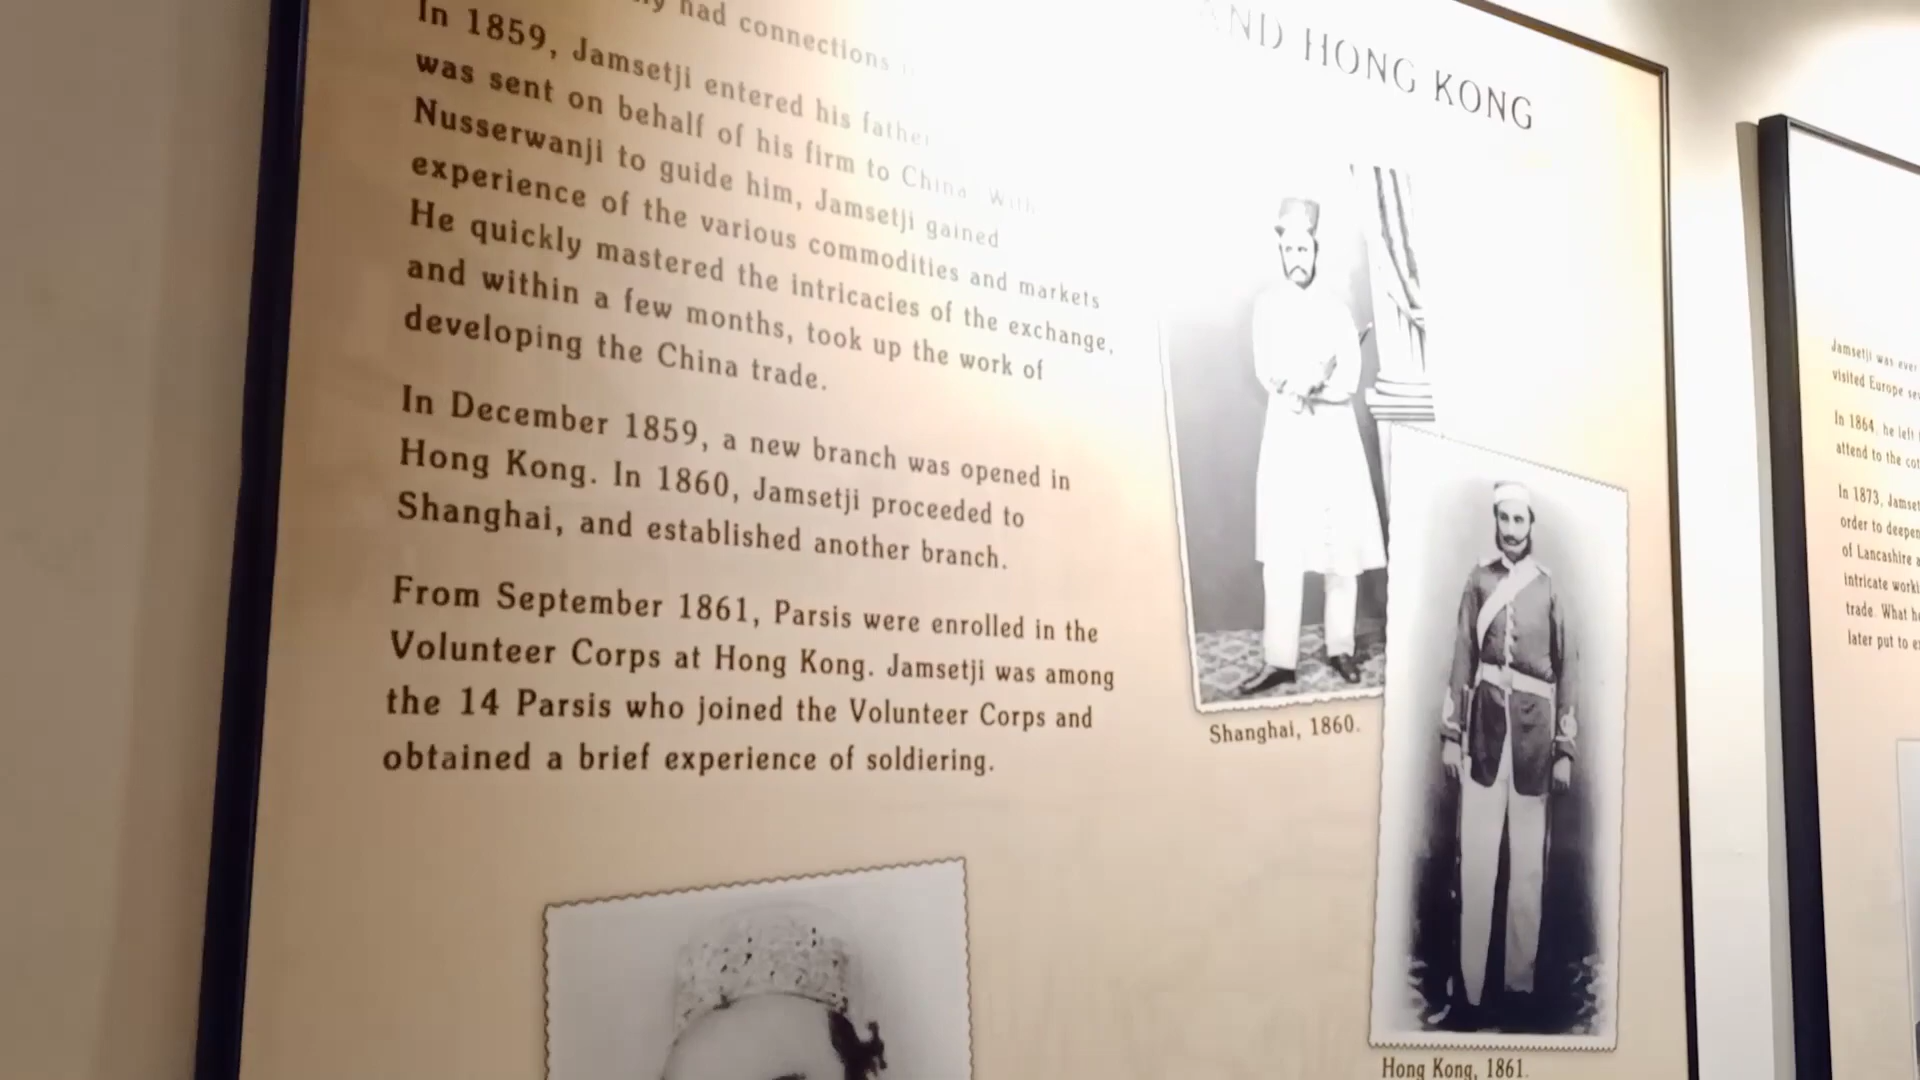 had connections
AND HONG KONG
In 1859, Jamsetji entered his father
was sent on behalf of his firm to China. With
Nusserwanji to guide him, Jamsetji gained
experience of the various commodities and markets
He quickly mastered the intricacies of the exchange,
and within a few months, took up the work of
developing the China trade.
In December 1859, a new branch was opened in
Hong Kong. In 1860, Jamsetji proceeded to
Shanghai, and established another branch.
From September 1861, Parsis were enrolled in the
Volunteer Corps at Hong Kong. Jamsetji was among
the 14 Parsis who joined the Volunteer Corps and
obtained a brief experience of soldiering.
Shanghai, 1860.
Hong Kong, 1861.
Jamsetji was ever
visited Europe
In 1864, he left
attend to the
In 1873,
order to deepen
of Lancashire
intricate
trade. What
later put to